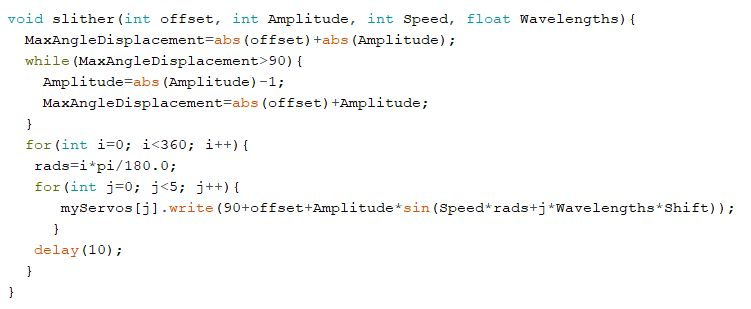 void slither(int offset, int Amplitude, int Speed, float Wavelengths){
  MaxAngleDisplacement=abs(offset)+abs(Amplitude);
  while(MaxAngleDisplacement>90){
    Amplitude=abs(Amplitude)-1;
    MaxAngleDisplacement=abs(offset)+Amplitude;
  }
  for(int i=0; i<360; i++){
   rads=i*pi/180.0;
   for(int j=0; j<5; j++){
      myServos[j].write(90+offset+Amplitude*sin(Speed*rads+j*Wavelengths*Shift));
     }
   delay(10);
  }
}